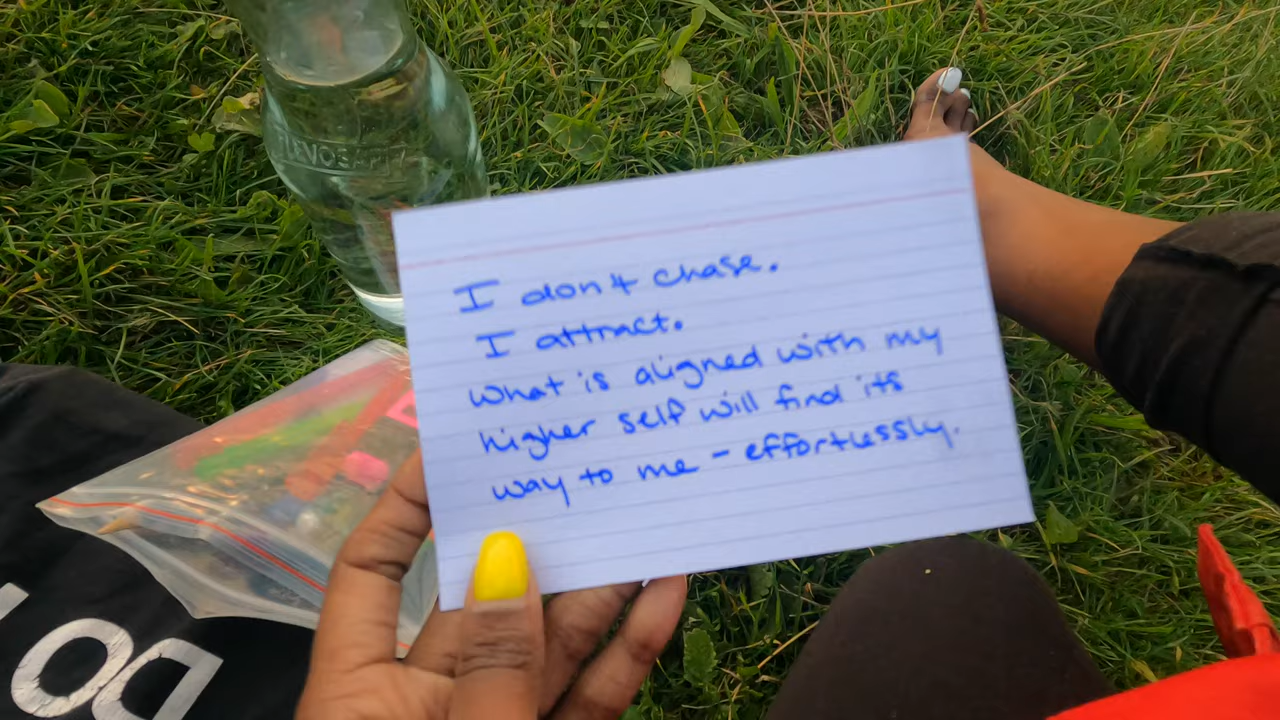 I don't chase.
I attract.
What is aligned with my
higher self will find its
way to me - effortlessly.